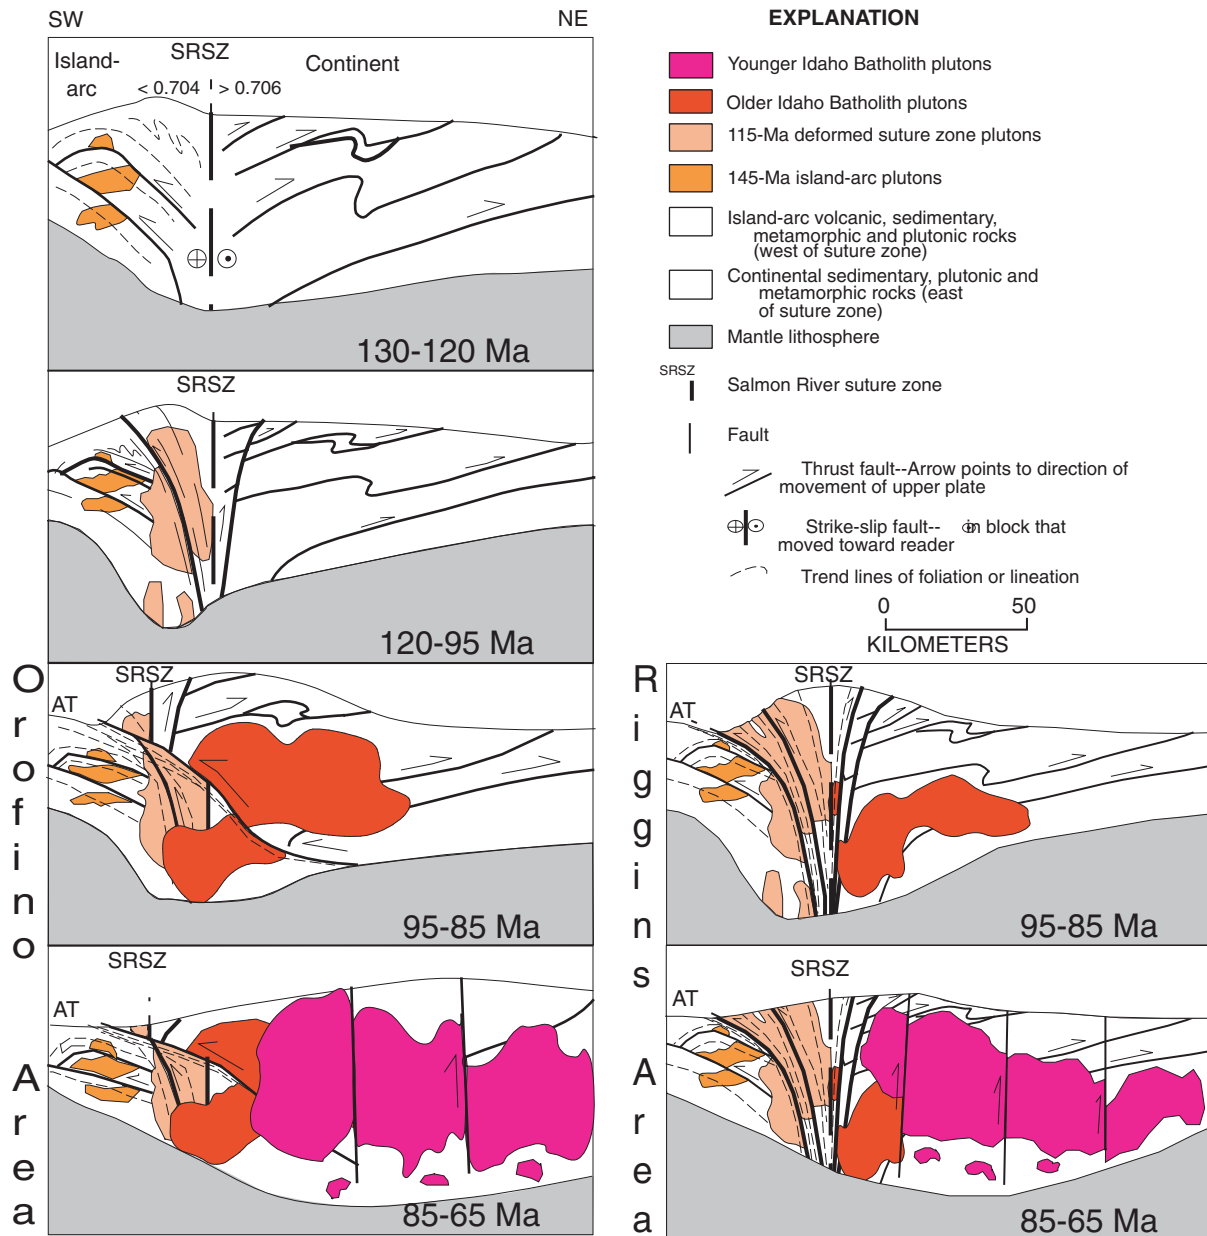 SW NE
SRSZ
Island-
arc
Continent
< 0.704 > 0.706
130-120 Ma
SRSZ
120-95 Ma
Orofino Area
SRSZ
AT
95-85 Ma
SRSZ
AT
85-65 Ma
EXPLANATION
Younger Idaho Batholith plutons
Older Idaho Batholith plutons
115-Ma deformed suture zone plutons
145-Ma island-arc plutons
Island-arc volcanic, sedimentary,
metamorphic and plutonic rocks
(west of suture zone)
Continental sedimentary, plutonic and
metamorphic rocks (east
of suture zone)
Mantle lithosphere
SRSZ
Salmon River suture zone
Fault
Thrust fault--Arrow points to direction of
movement of upper plate
Strike-slip fault-- in block that
moved toward reader
Trend lines of foliation or lineation
0 50
KILOMETERS
Riggins Area
SRSZ
AT
95-85 Ma
SRSZ
AT
85-65 Ma